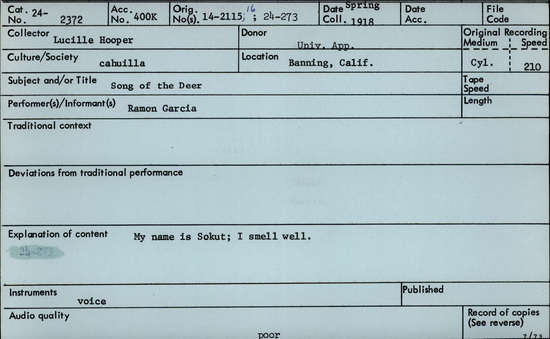 Cat. No. 24-2372 Acc. No. 400K Orig. No(s). 14-2115, 16; 24-273 Date Coll. Spring 1918 Date Acc. File Code
Collector Lucille Hooper Donor Univ. App. Original Recording Medium Speed
Culture/Society cahuilla Location Banning, Calif. Cyl. 210
Subject and/or Title Song of the Deer Tape Speed
Performer(s)/Informant(s) Ramon Garcia Length
Traditional context
Deviations from traditional performance
Explanation of content My name is Sokut; I smell well.
Instruments voice Published
Audio quality poor Record of copies
(See reverse)